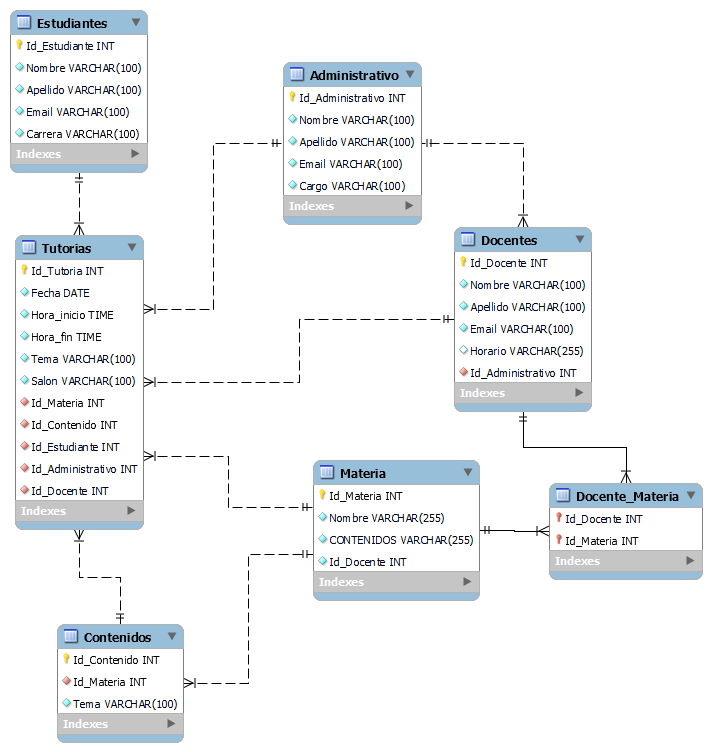 Estudiantes
Id_Estudiante INT
Nombre VARCHAR(100)
Apellido VARCHAR(100)
Email VARCHAR(100)
Carrera VARCHAR(100)
Indexes
Administrativo
Id_Administrativo INT
Nombre VARCHAR(100)
Apellido VARCHAR(100)
Email VARCHAR(100)
Cargo VARCHAR(100)
Indexes
Tutorias
Id_Tutoria INT
Fecha DATE
Hora_inicio TIME
Hora_fin TIME
Tema VARCHAR(100)
Salon VARCHAR(100)
Id_Materia INT
Id_Contenido INT
Id_Estudiante INT
Id_Administrativo INT
Id_Docente INT
Indexes
Docentes
Id_Docente INT
Nombre VARCHAR(100)
Apellido VARCHAR(100)
Email VARCHAR(100)
Horario VARCHAR(255)
Id_Administrativo INT
Indexes
Materia
Id_Materia INT
Nombre VARCHAR(255)
CONTENIDOS VARCHAR(255)
Id_Docente INT
Indexes
Docente_Materia
Id_Docente INT
Id_Materia INT
Indexes
Contenidos
Id_Contenido INT
Id_Materia INT
Tema VARCHAR(100)
Indexes